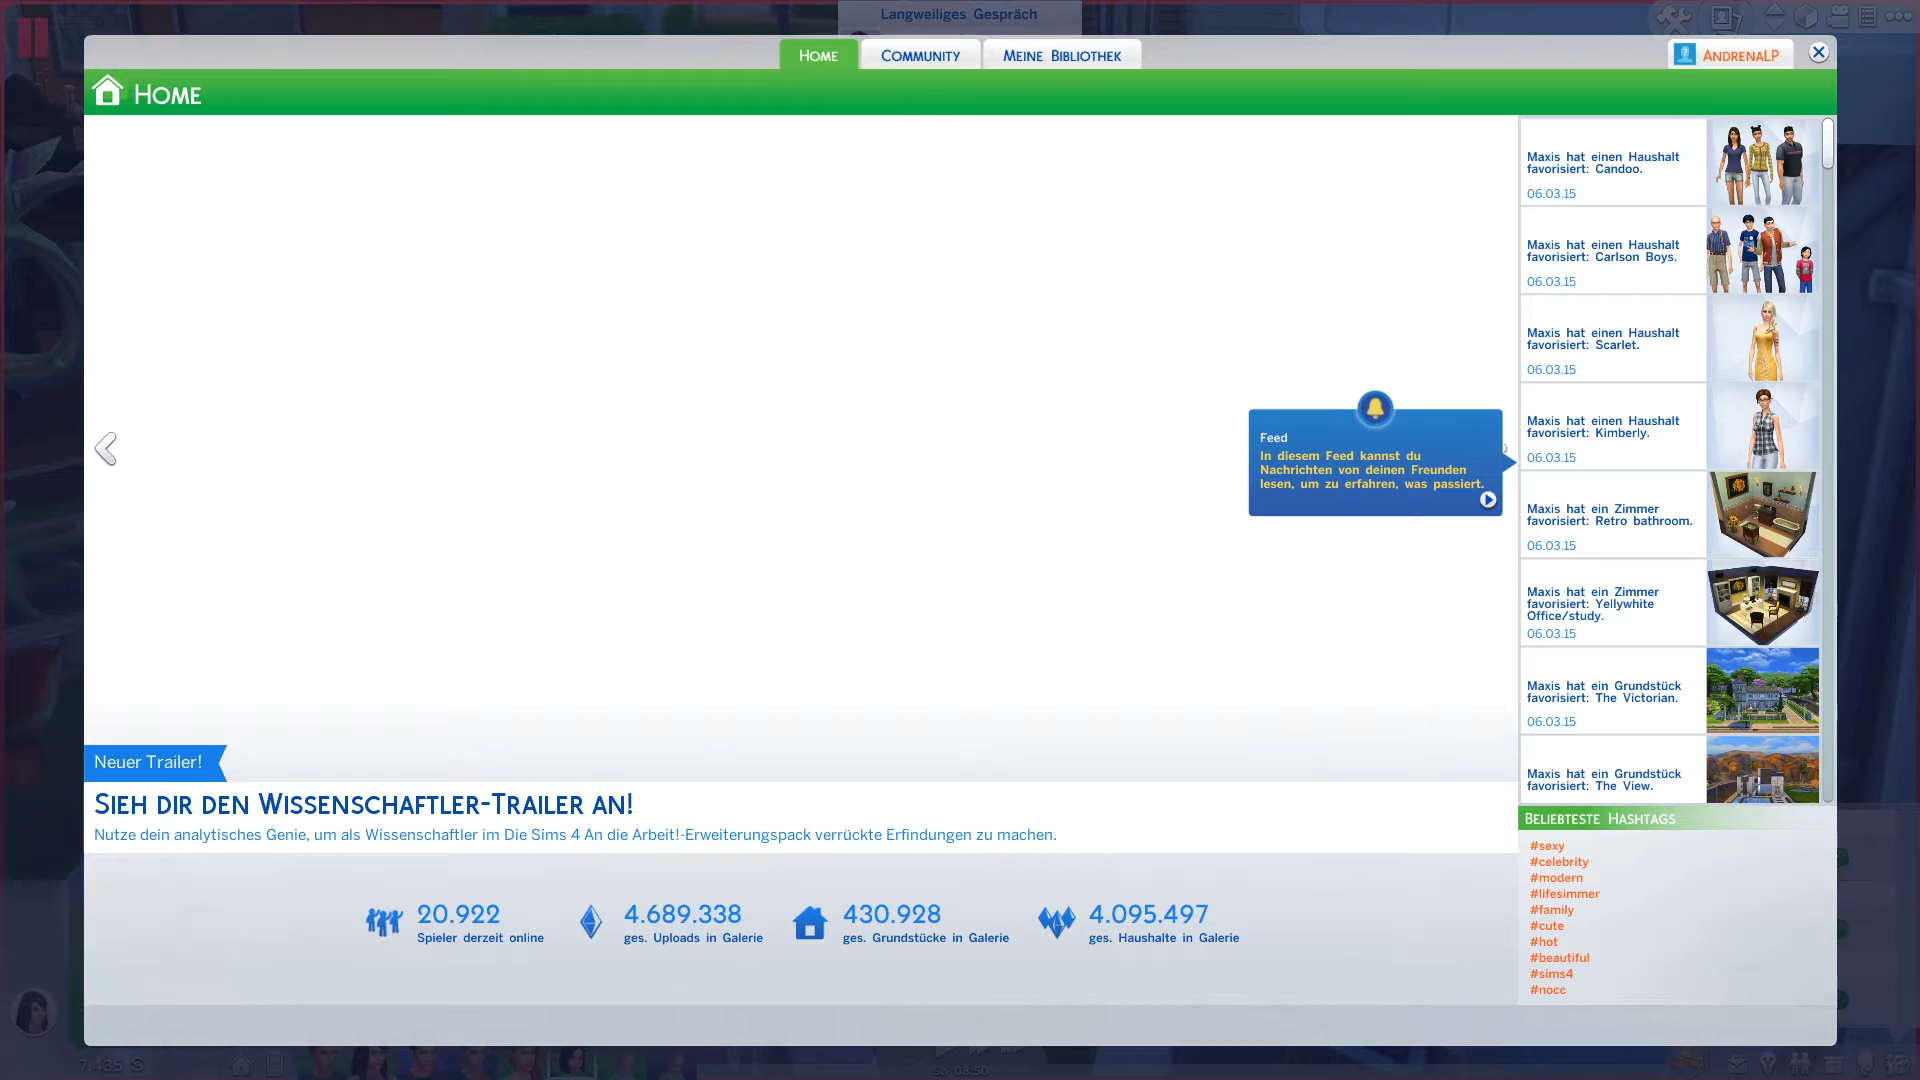 Langweiliges Gespräch
Home
Community
Meine Bibliothek
AndrenaLP
Home
Maxis hat einen Haushalt
favorisiert: Candoo.
06.03.15
Maxis hat einen Haushalt
favorisiert: Carlson Boys.
06.03.15
Maxis hat einen Haushalt
favorisiert: Scarlet.
06.03.15
Maxis hat einen Haushalt
favorisiert: Kimberly.
06.03.15
Maxis hat ein Zimmer
favorisiert: Retro bathroom.
06.03.15
Maxis hat ein Zimmer
favorisiert: Yellywhite
Office/study.
06.03.15
Maxis hat ein Grundstück
favorisiert: The Victorian.
06.03.15
Maxis hat ein Grundstück
favorisiert: The View.
Feed
In diesem Feed kannst du
Nachrichten von deinen Freunden
lesen, um zu erfahren, was passiert.
Neuer Trailer!
Sieh dir den Wissenschaftler-Trailer an!
Nutze dein analytisches Genie, um als Wissenschaftler im Die Sims 4 An die Arbeit!-Erweiterungspack verrückte Erfindungen zu machen.
20.922
Spieler derzeit online
4.689.338
ges. Uploads in Galerie
430.928
ges. Grundstücke in Galerie
4.095.497
ges. Haushalte in Galerie
Beliebteste Hashtags
#sexy
#celebrity
#modern
#lifesimmer
#family
#cute
#hot
#beautiful
#sims4
#nocc
7.435 §
So 08:50